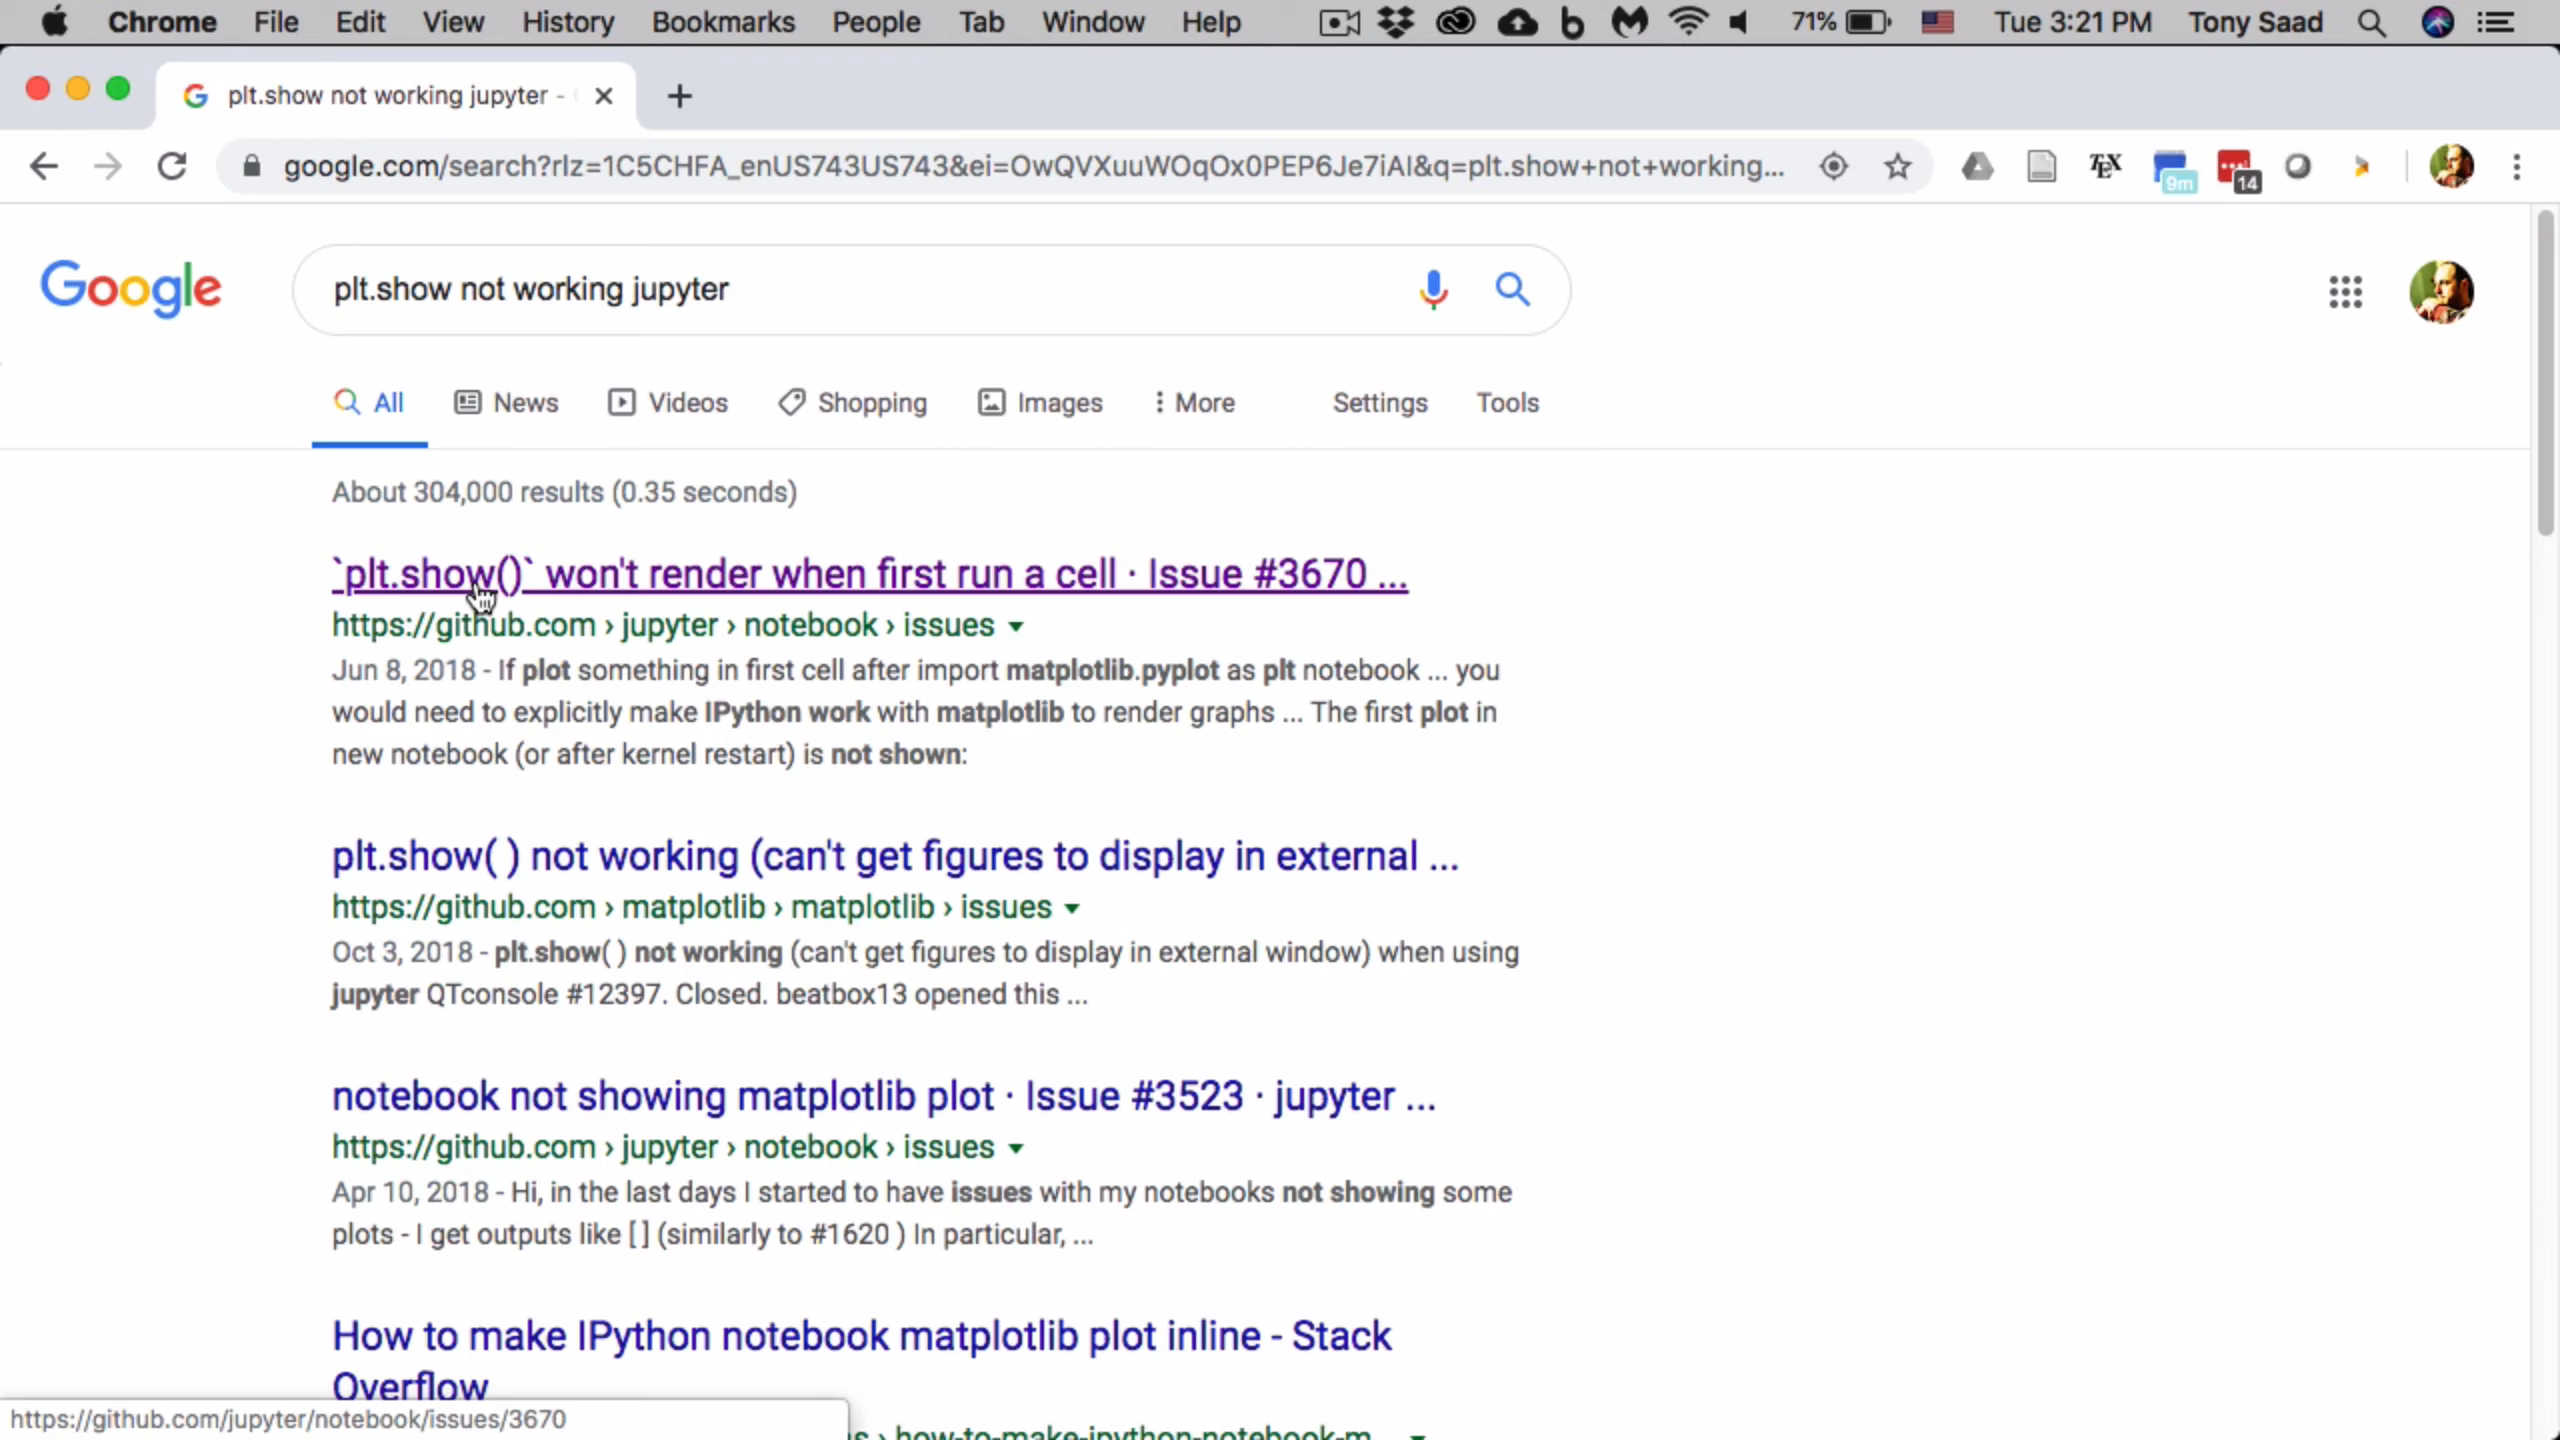 Chrome File Edit View History Bookmarks People Tab Window Help 71% Tue 3:21 PM Tony Saad
plt.show not working jupyter -
google.com/search?rlz=1C5CHFA_enUS743US743&ei=OwQVXuuWOqOx0PEP6Je7iAI&q=plt.show+not+working... TEX 9m 14
Google plt.show not working jupyter
All News Videos Shopping Images More Settings Tools
About 304,000 results (0.35 seconds)
`plt.show()` won't render when first run a cell · Issue #3670 ...
https://github.com › jupyter › notebook › issues
Jun 8, 2018 - If plot something in first cell after import matplotlib.pyplot as plt notebook ... you
would need to explicitly make IPython work with matplotlib to render graphs ... The first plot in
new notebook (or after kernel restart) is not shown:
plt.show( ) not working (can't get figures to display in external ...
https://github.com › matplotlib › matplotlib › issues
Oct 3, 2018 - plt.show( ) not working (can't get figures to display in external window) when using
jupyter QTconsole #12397. Closed. beatbox13 opened this ...
notebook not showing matplotlib plot · Issue #3523 · jupyter ...
https://github.com › jupyter › notebook › issues
Apr 10, 2018 - Hi, in the last days I started to have issues with my notebooks not showing some
plots - I get outputs like [ ] (similarly to #1620 ) In particular, ...
How to make IPython notebook matplotlib plot inline - Stack
Overflow
https://github.com/jupyter/notebook/issues/3670
s › how-to-make-ipython-notebook-m...